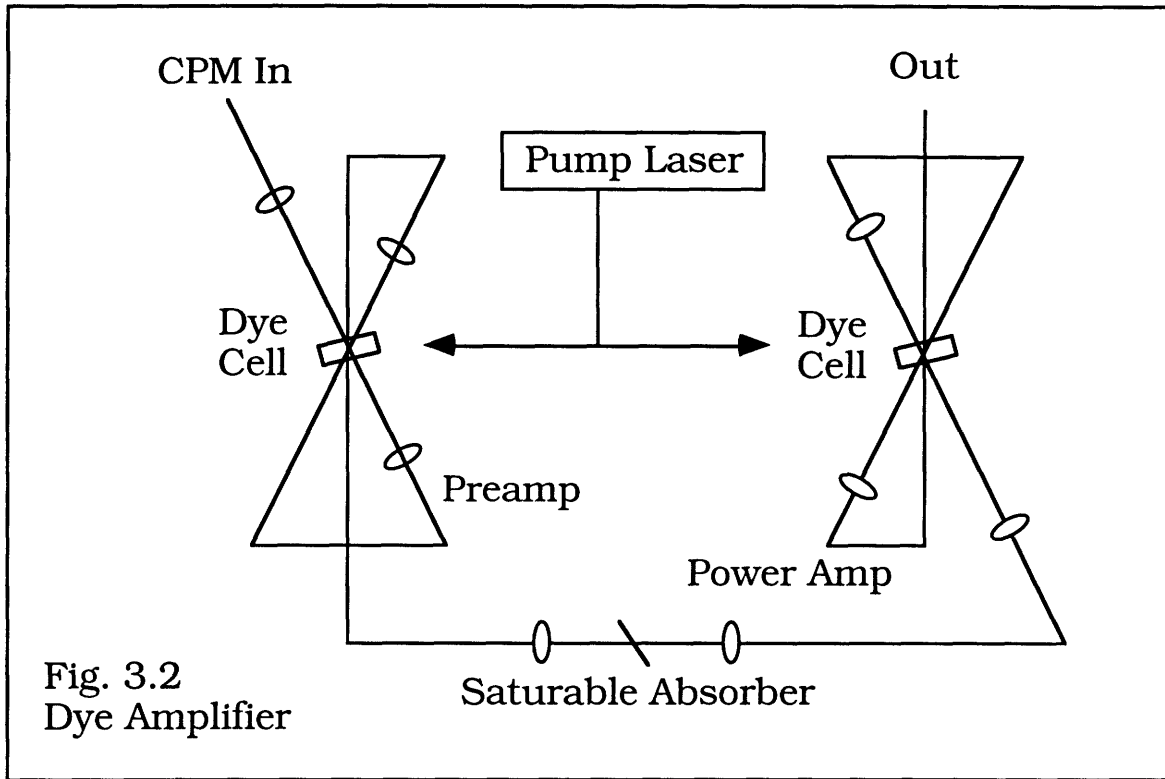 CPM In
Out
Pump Laser
Dye
Cell
Dye
Cell
Preamp
Power Amp
Saturable Absorber
Fig. 3.2
Dye Amplifier